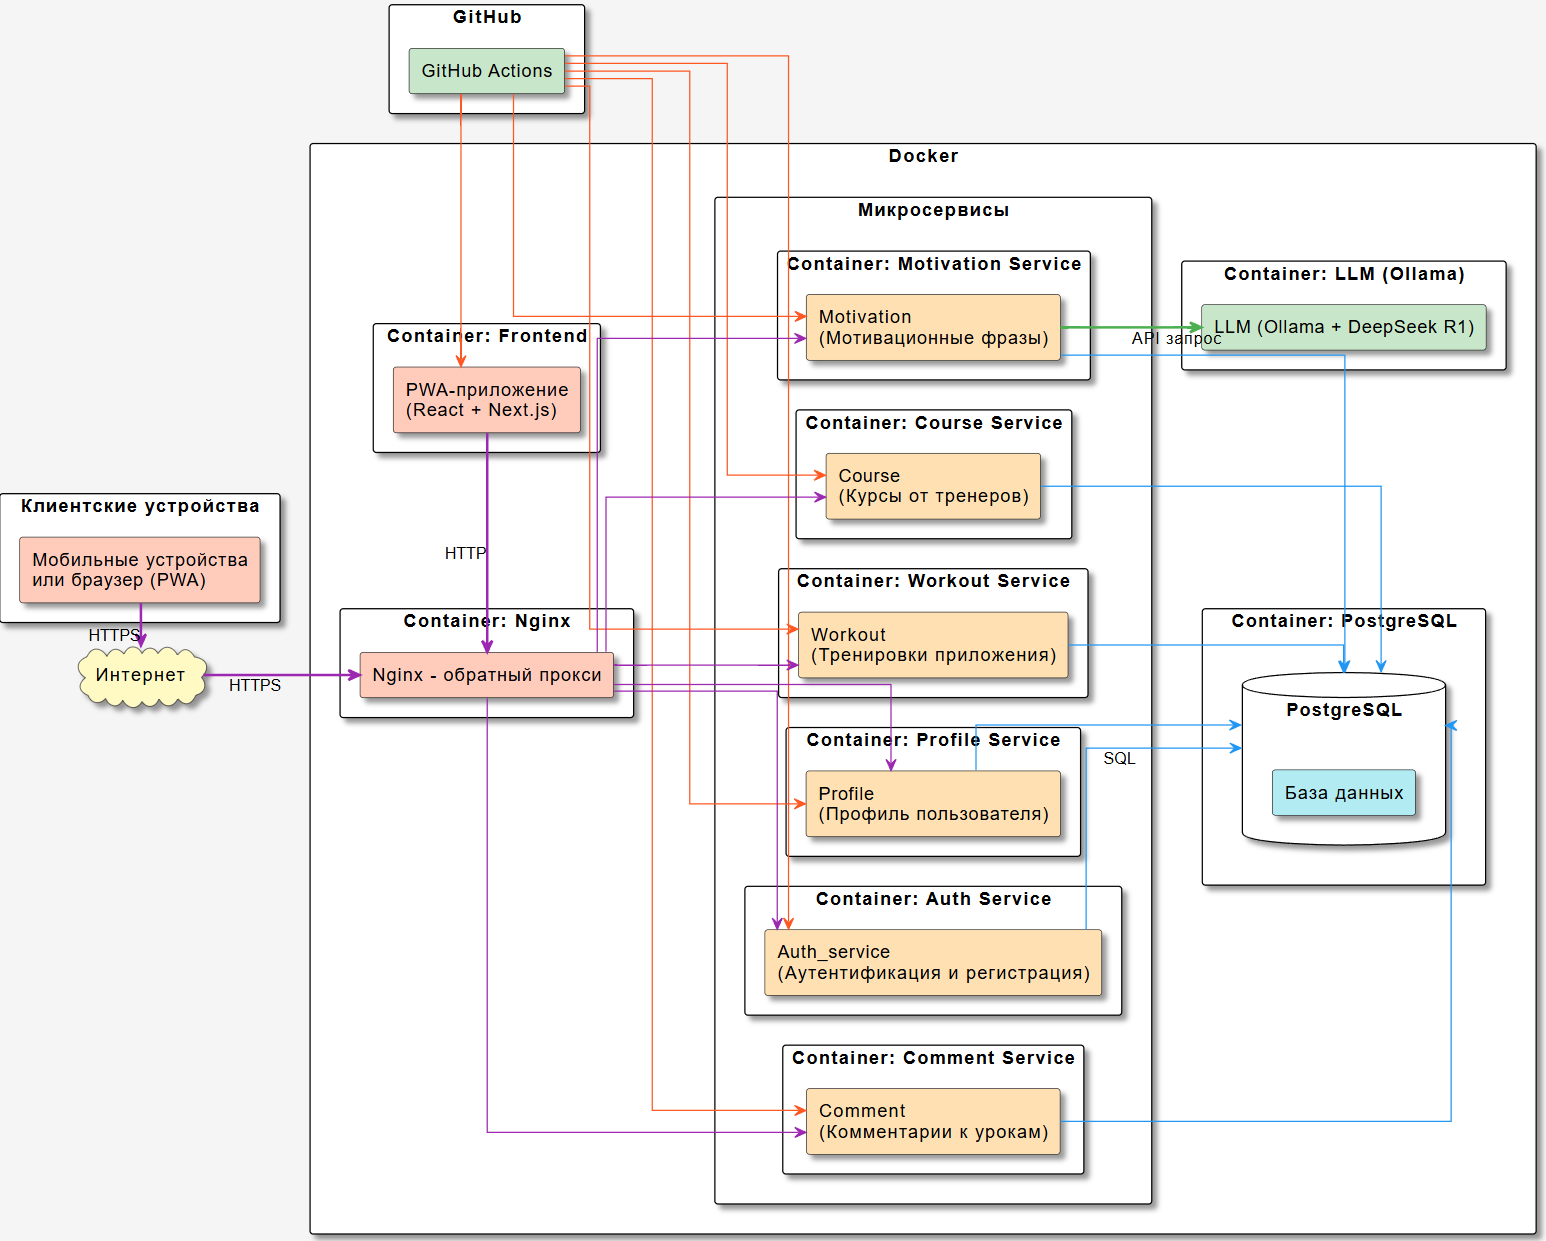 GitHub
GitHub Actions
Docker
Микросервисы
Container: Motivation Service
Motivation
(Мотивационные фразы)
Container: LLM (Ollama)
LLM (Ollama + DeepSeek R1)
API запрос
Container: Frontend
PWA-приложение
(React + Next.js)
Container: Course Service
Course
(Курсы от тренеров)
Клиентские устройства
Мобильные устройства
или браузер (PWA)
HTTPS
Интернет
HTTPS
HTTP
Container: Nginx
Nginx - обратный прокси
Container: Workout Service
Workout
(Тренировки приложения)
Container: PostgreSQL
PostgreSQL
База данных
Container: Profile Service
Profile
(Профиль пользователя)
SQL
Container: Auth Service
Auth_service
(Аутентификация и регистрация)
Container: Comment Service
Comment
(Комментарии к урокам)